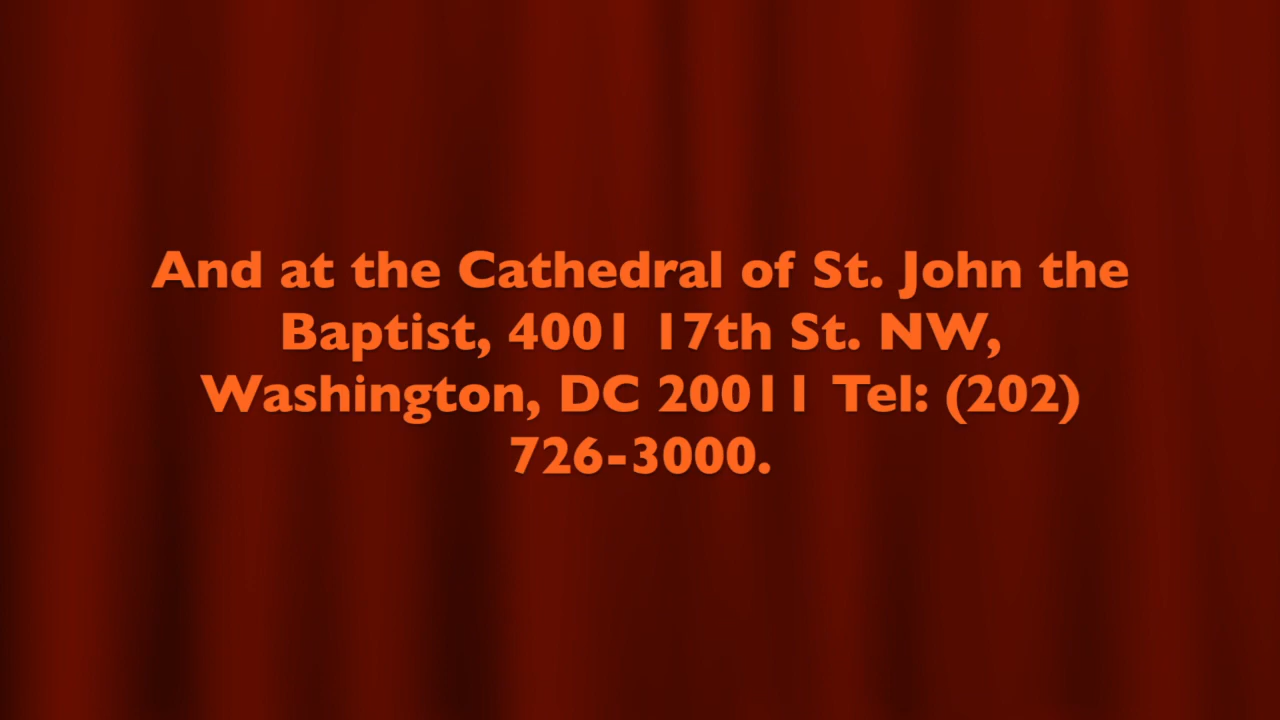 And at the Cathedral of St. John the
Baptist, 4001 17th St. NW,
Washington, DC 20011 Tel: (202)
726-3000.